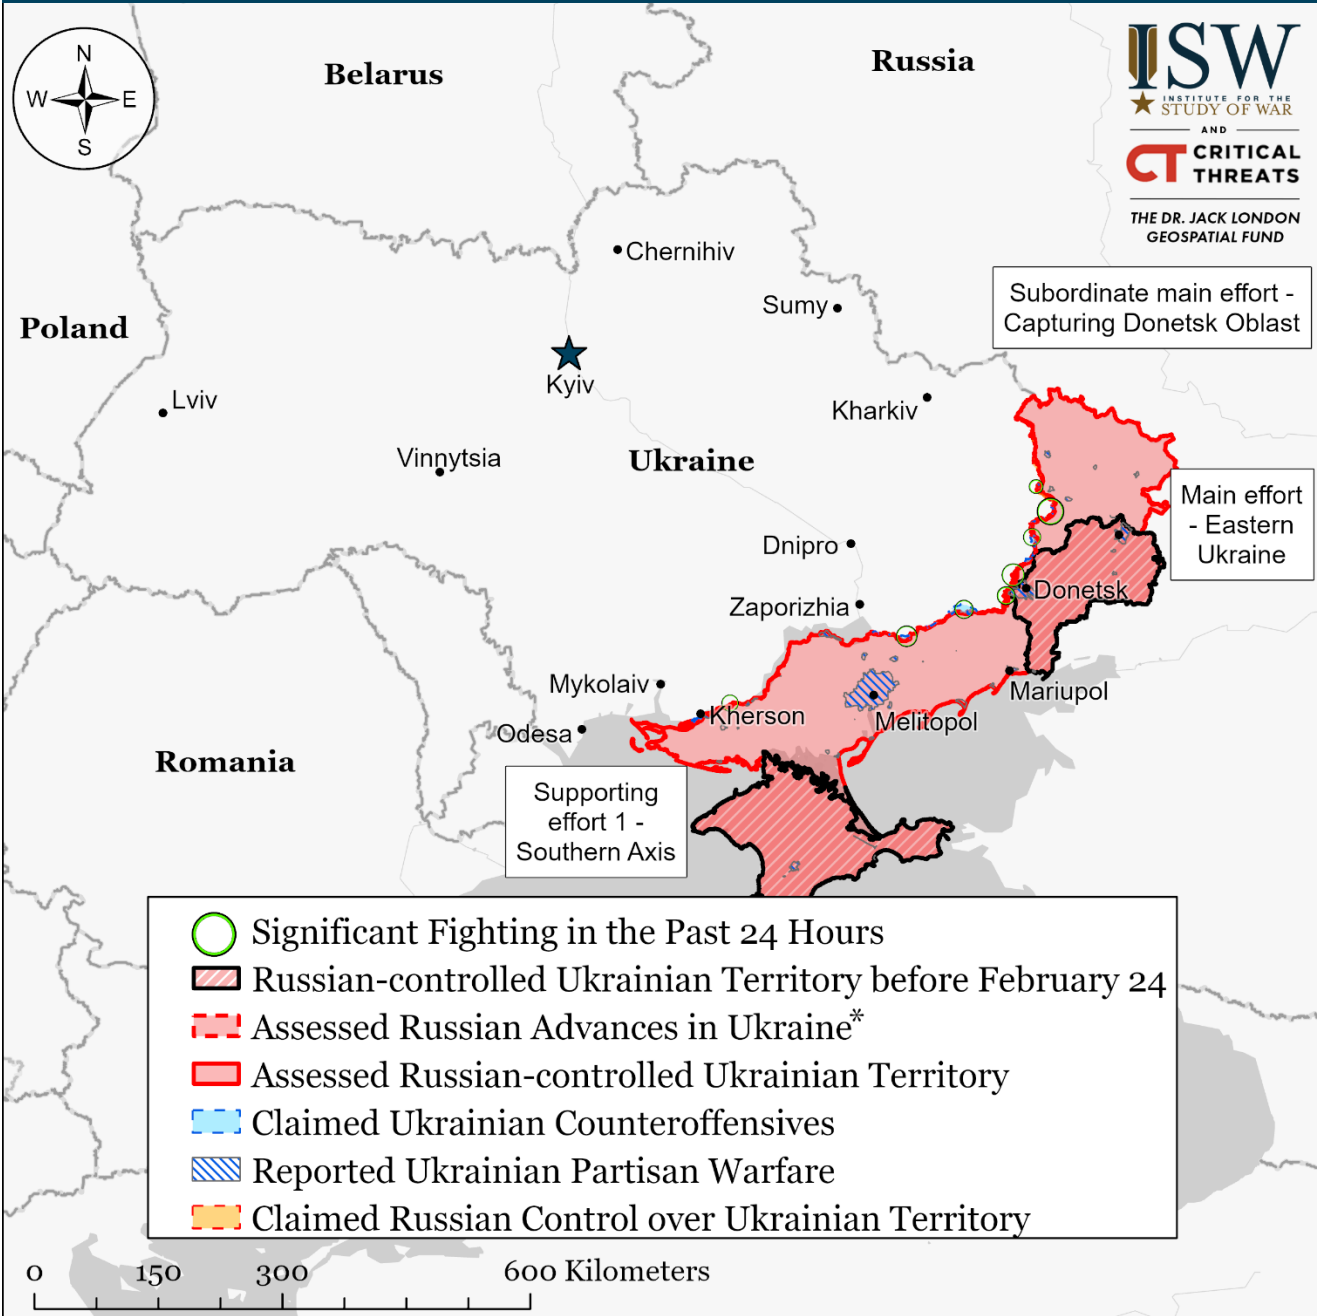 N
W
E
S
Belarus
Russia
ISW
INSTITUTE FOR THE
STUDY OF WAR
AND
CT CRITICAL
THREATS
THE DR. JACK LONDON
GEOSPATIAL FUND
Chernihiv
Sumy
Subordinate main effort -
Capturing Donetsk Oblast
Poland
Kyiv
Lviv
Kharkiv
Vinnytsia
Ukraine
Main effort
- Eastern
Ukraine
Dnipro
Donetsk
Zaporizhia
Mykolaiv
Mariupol
Kherson
Melitopol
Odesa
Romania
Supporting
effort 1 -
Southern Axis
Significant Fighting in the Past 24 Hours
Russian-controlled Ukrainian Territory before February 24
Assessed Russian Advances in Ukraine*
Assessed Russian-controlled Ukrainian Territory
Claimed Ukrainian Counteroffensives
Reported Ukrainian Partisan Warfare
Claimed Russian Control over Ukrainian Territory
0 150 300 600 Kilometers